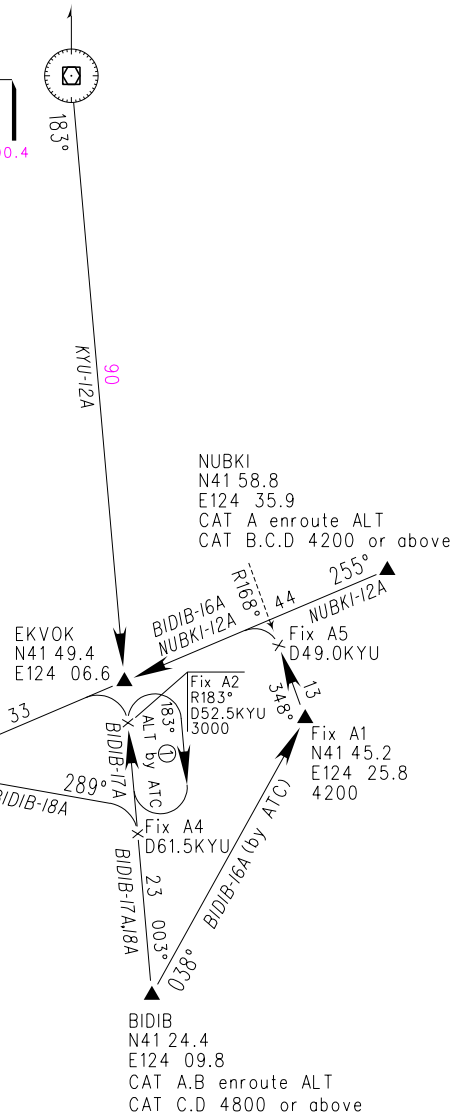 183°
00.4
KYU-12A
90
NUBKI
N41 58.8
E124 35.9
CAT A enroute ALT
CAT B.C.D 4200 or above
R168°
44
255°
BIDIB-16A
NUBKI-12A
NUBKI-12A
EKVOK
N41 49.4
E124 06.6
Fix A5
D49.0KYU
33
Fix A2
R183°
D52.5KYU
3000
183°
1
ALT by ATC
BIDIB-17A
13
348°
Fix A1
N41 45.2
E124 25.8
4200
289°
BIDIB-18A
Fix A4
D61.5KYU
BIDIB-16A (by ATC)
23
003°
BIDIB-17A,18A
038°
BIDIB
N41 24.4
E124 09.8
CAT A.B enroute ALT
CAT C.D 4800 or above